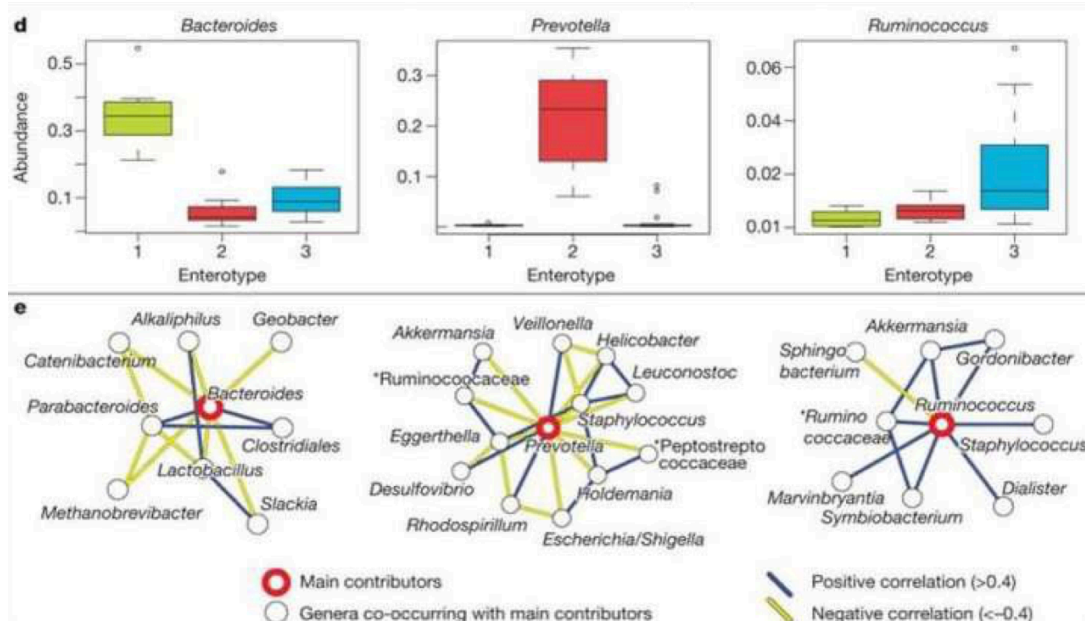 d
Bacteroides
Prevotella
Ruminococcus
Abundance
0.5
0.3
0.1
1 2 3
Enterotype
0.3
0.2
0.1
1 2 3
Enterotype
0.06
0.04
0.02
0.01
1 2 3
Enterotype
e
Alkaliphilus
Geobacter
Catenibacterium
Bacteroides
Parabacteroides
Clostridiales
Lactobacillus
Methanobrevibacter
Slackia
Veillonella
Akkermansia
Helicobacter
*Ruminoocaceae
Leuconostoc
Staphylococcus
Eggerthella
Prevotella
*Peptostrepto
coccaceae
Desulfovibrio
Holdemania
Rhodospirillum
Escherichia/Shigella
Akkermansia
Sphingo
bacterium
Gordonibacter
Ruminococcus
*Rumino
coccaceae
Staphylococcus
Marvinbryantia
Dialister
Symbiobacterium
Main contributors
Genera co-occurring with main contributors
Positive correlation (>0.4)
Negative correlation (<–0.4)